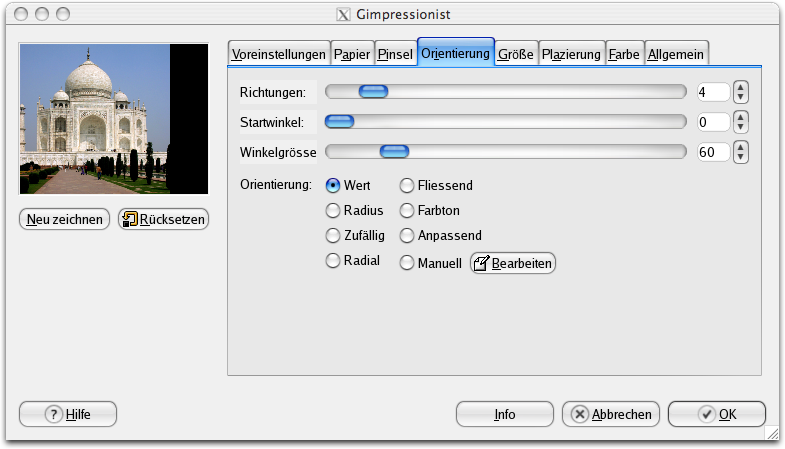 Gimpressionist
Voreinstellungen Papier Pinsel Orientierung Größe Plazierung Farbe Allgemein
Richtungen: 4
Startwinkel: 0
Winkelgrösse 60
Orientierung: Wert Fliessend
Radius Farbton
Zufällig Anpassend
Radial Manuell Bearbeiten
Neu zeichnen Rücksetzen
Hilfe Info Abbrechen OK